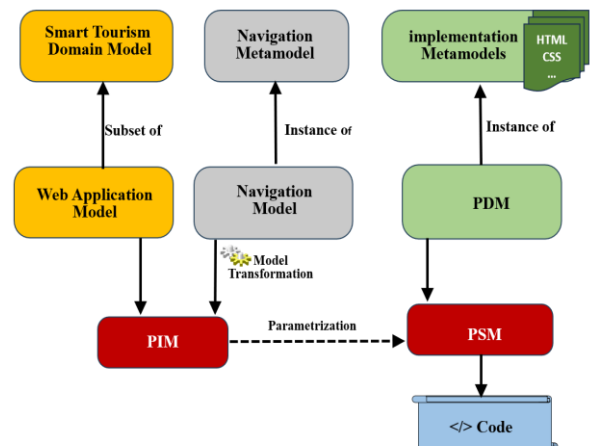 Smart Tourism
Domain Model
Navigation
Metamodel
implementation
Metamodels
HTML
CSS
...
Subset of
Instance of
Instance of
Web Application
Model
Navigation
Model
PDM
Model
Transformation
PIM
Parametrization
PSM
</> Code